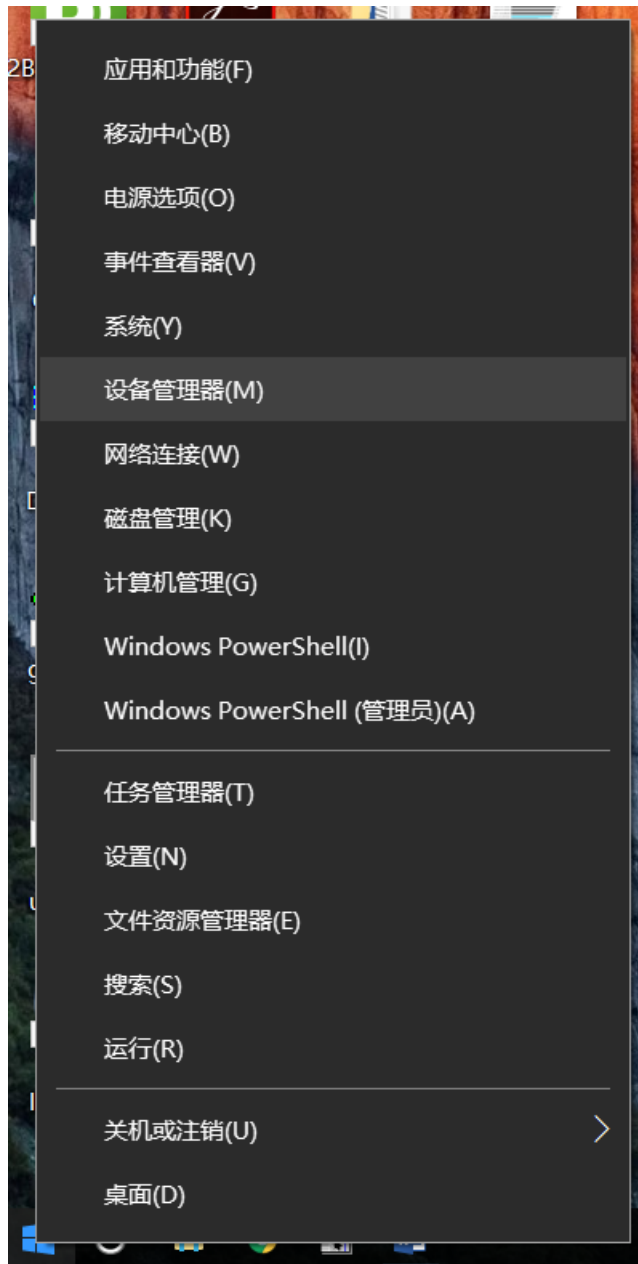 2B
应用和功能(F)
移动中心(B)
电源选项(O)
事件查看器(V)
系统(Y)
设备管理器(M)
网络连接(W)
磁盘管理(K)
计算机管理(G)
Windows PowerShell(I)
Windows PowerShell (管理员)(A)
任务管理器(T)
设置(N)
文件资源管理器(E)
搜索(S)
运行(R)
关机或注销(U)
桌面(D)